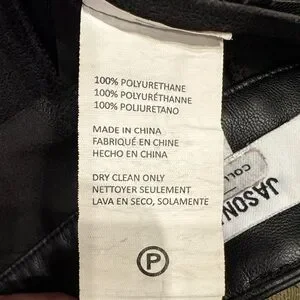 100% POLYURETHANE
100% POLYURÉTHANNE
100% POLIURETANO
MADE IN CHINA
FABRIQUÉ EN CHINE
HECHO EN CHINA
DRY CLEAN ONLY
NETTOYER SEULEMENT
LAVA EN SECO, SOLAMENTE
P
JASON
COLL